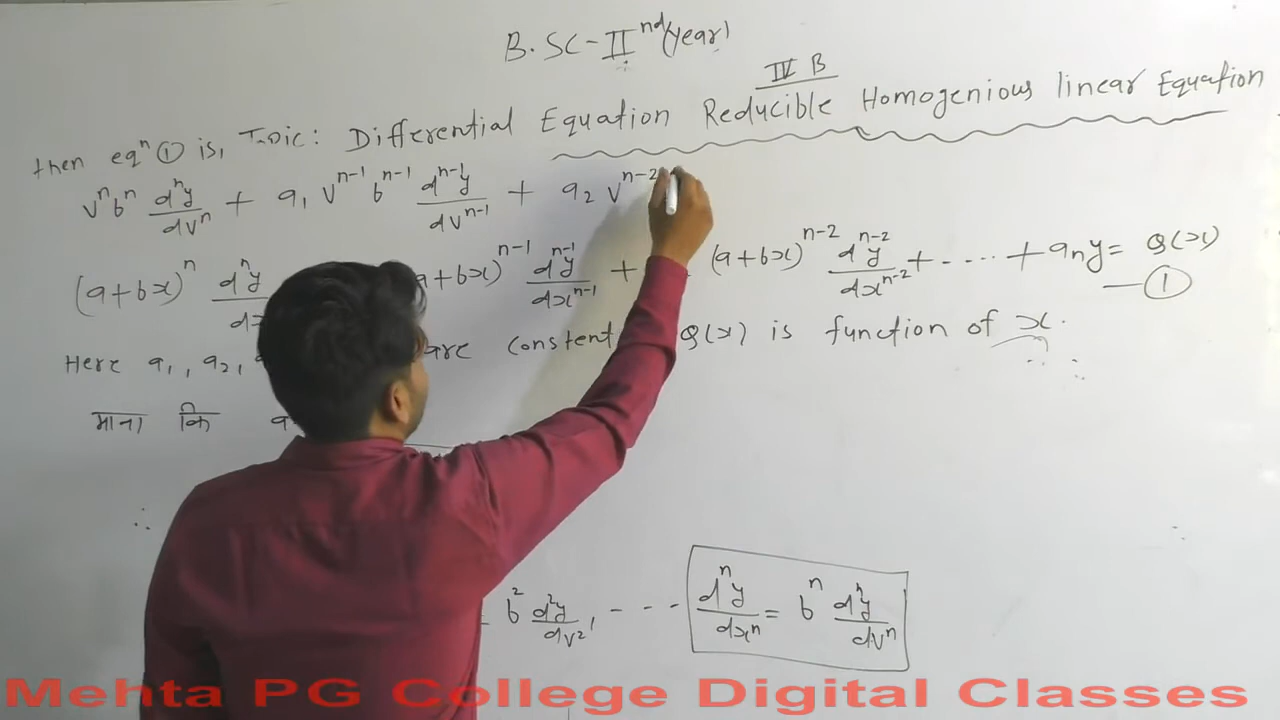 B. SC - II nd (year)
IV B
then eqⁿ ① is, Topic: Differential Equation Reducible Homogenious linear Equation
vⁿbⁿ dⁿy/dvⁿ + a₁ vⁿ⁻¹ bⁿ⁻¹ dⁿ⁻¹y/dvⁿ⁻¹ + a₂ vⁿ⁻²
(a+bx)ⁿ dⁿy/dx (a+bx)ⁿ⁻¹ dⁿ⁻¹y/dxⁿ⁻¹ + (a+bx)ⁿ⁻² dⁿ⁻²y/dxⁿ⁻² + ---- + aₙy = Q(x) — ①
Here a₁, a₂, are constent Q(x) is function of x.
माना कि a
∴
b² d²y/dv², --- dⁿy/dxⁿ = bⁿ dⁿy/dvⁿ
Mehta PG College Digital Classes